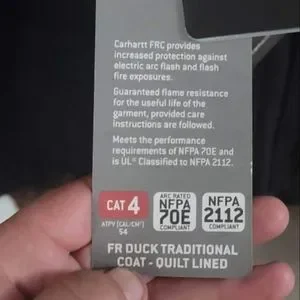 Carhartt FRC provides
increased protection against
electric arc flash and flash
fire exposures.
Guaranteed flame resistance
for the useful life of the
garment, provided care
instructions are followed.
Meets the performance
requirements of NFPA 70E and
is UL® Classified to NFPA 2112.
CAT 4
ATPV (CAL/CM²)
54
ARC RATED
NFPA
70E
COMPLIANT
NFPA
2112
COMPLIANT
FR DUCK TRADITIONAL
COAT - QUILT LINED